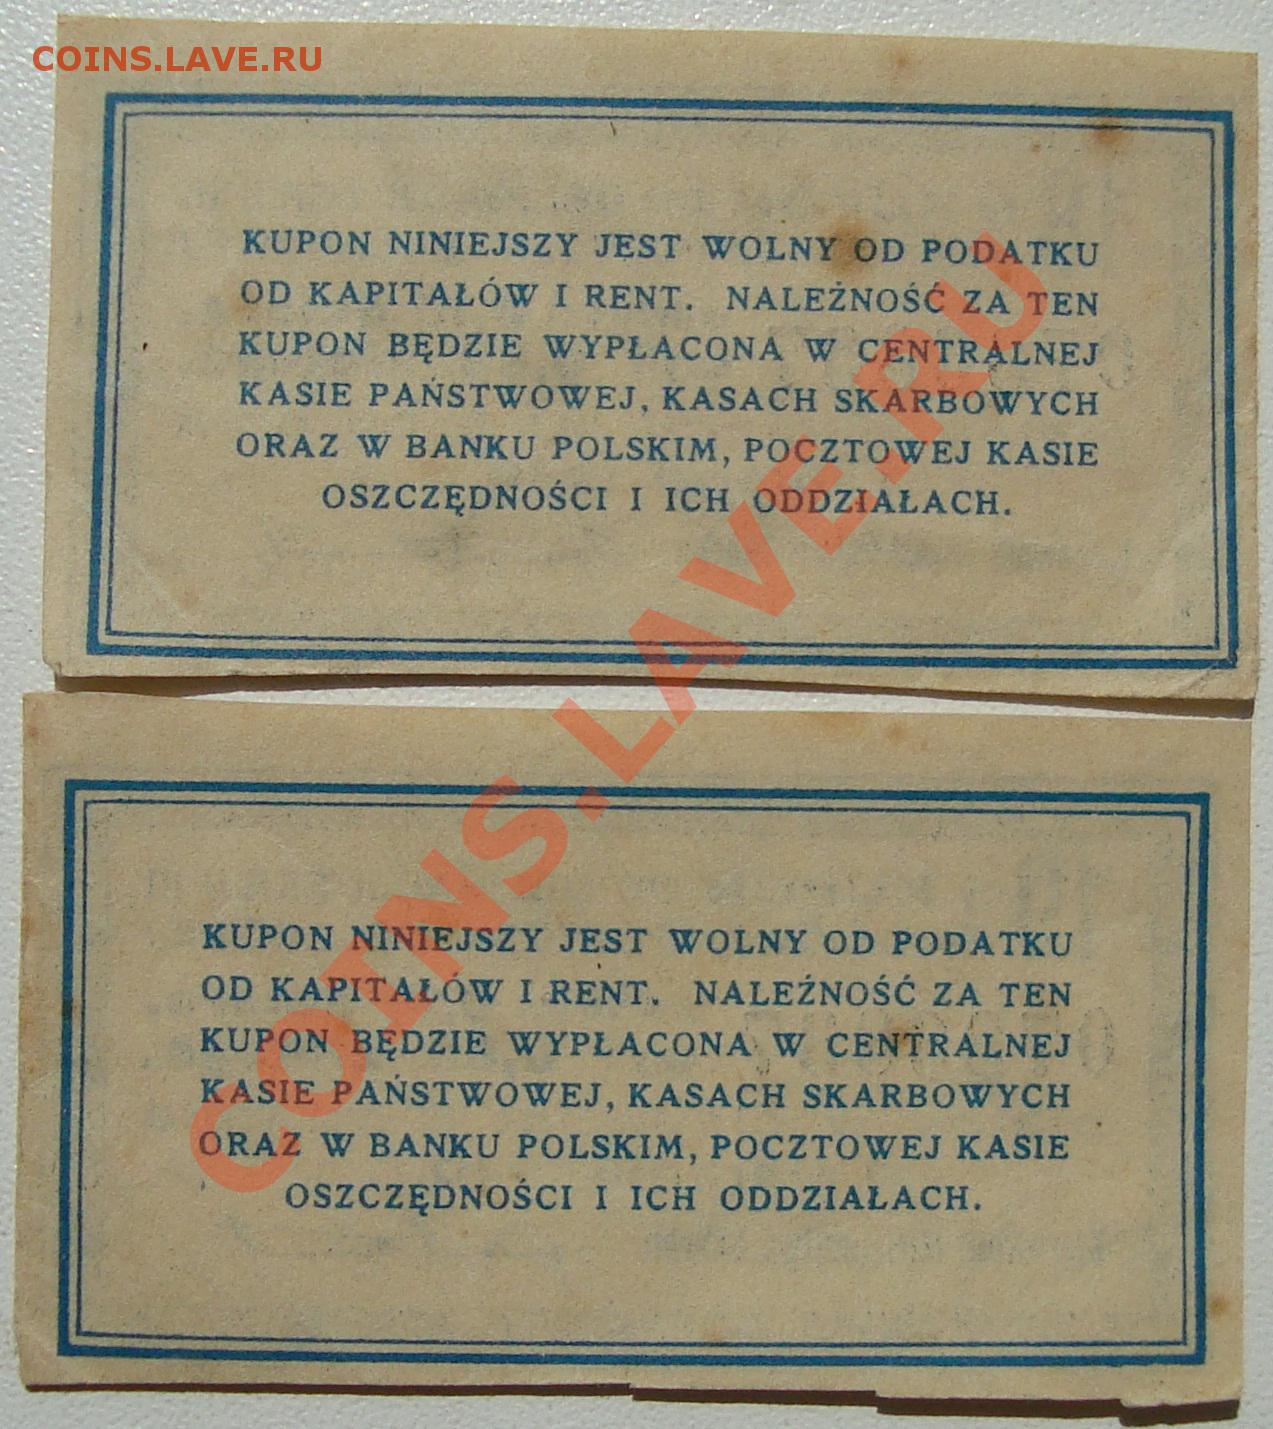 COINS.LAVE.RU
KUPON NINIEJSZY JEST WOLNY OD PODATKU
OD KAPITAŁÓW I RENT. NALEŻNOŚĆ ZA TEN
KUPON BĘDZIE WYPŁACONA W CENTRALNEJ
KASIE PAŃSTWOWEJ, KASACH SKARBOWYCH
ORAZ W BANKU POLSKIM, POCZTOWEJ KASIE
OSZCZĘDNOŚCI I ICH ODDZIAŁACH.
KUPON NINIEJSZY JEST WOLNY OD PODATKU
OD KAPITAŁÓW I RENT. NALEŻNOŚĆ ZA TEN
KUPON BĘDZIE WYPŁACONA W CENTRALNEJ
KASIE PAŃSTWOWEJ, KASACH SKARBOWYCH
ORAZ W BANKU POLSKIM, POCZTOWEJ KASIE
OSZCZĘDNOŚCI I ICH ODDZIAŁACH.
COINS.LAVE.RU